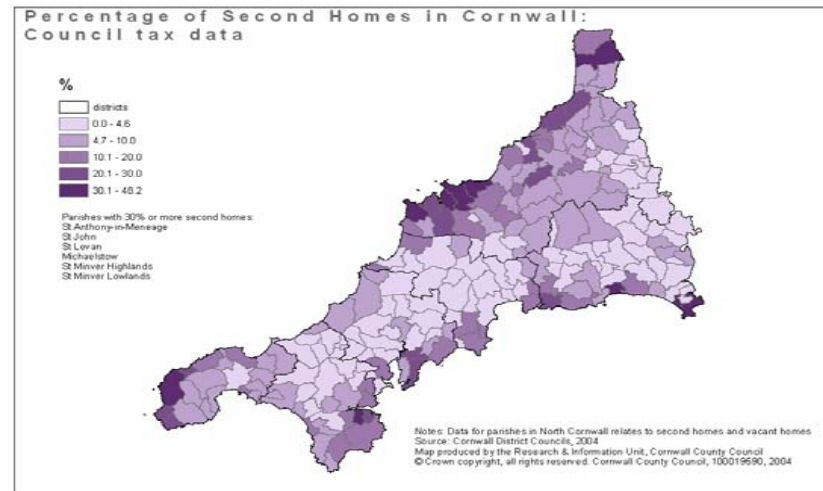 Percentage of Second Homes in Cornwall:
Council tax data
%
districts
0.0 - 4.6
4.7 - 10.0
10.1 - 20.0
20.1 - 30.0
30.1 - 48.2
Parishes with 30% or more second homes:
St Anthony-in-Meneage
St John
St Levan
Michaelstow
St Minver Highlands
St Minver Lowlands
Notes: Data for parishes in North Cornwall relates to second homes and vacant homes
Source: Cornwall District Councils, 2004
Map produced by the Research & Information Unit, Cornwall County Council
© Crown copyright, all rights reserved. Cornwall County Council, 100019590, 2004